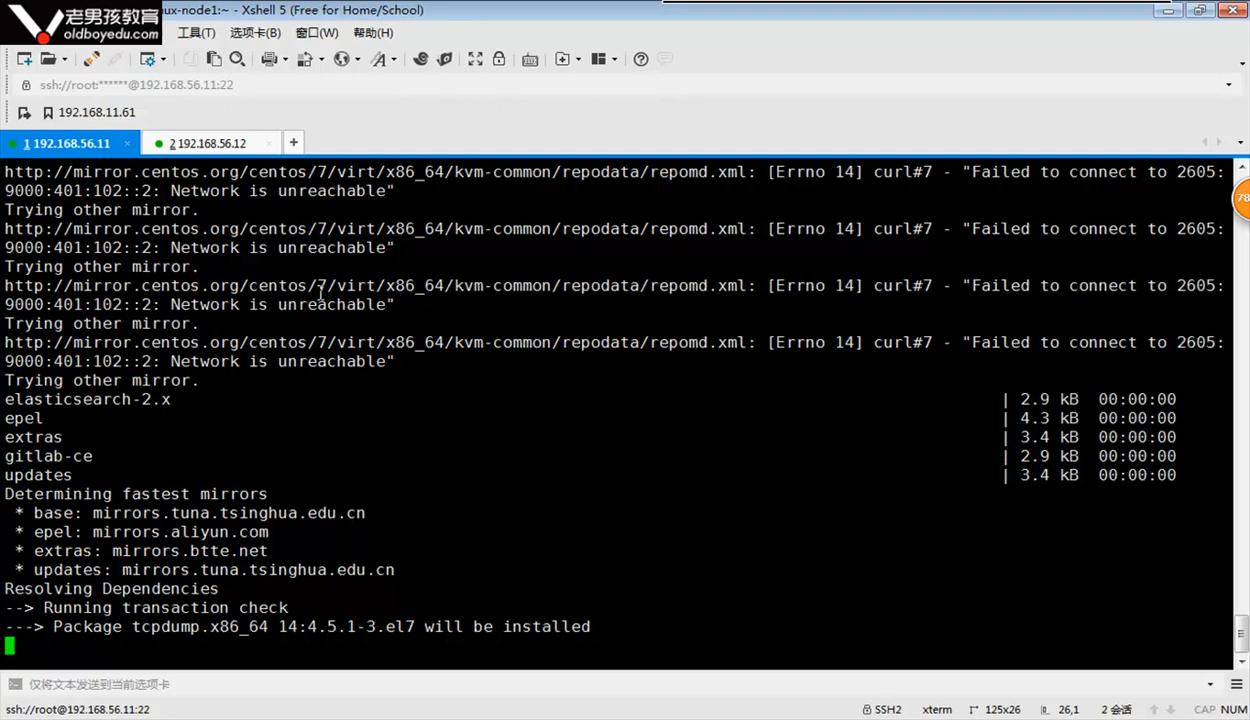 老男孩教育
oldboyedu.com
ux-node1:~ - Xshell 5 (Free for Home/School)
工具(T) 选项卡(B) 窗口(W) 帮助(H)
ssh://root:******@192.168.56.11:22
192.168.11.61
1 192.168.56.11 × 2 192.168.56.12 × +
http://mirror.centos.org/centos/7/virt/x86_64/kvm-common/repodata/repomd.xml: [Errno 14] curl#7 - "Failed to connect to 2605:
9000:401:102::2: Network is unreachable"
Trying other mirror.
http://mirror.centos.org/centos/7/virt/x86_64/kvm-common/repodata/repomd.xml: [Errno 14] curl#7 - "Failed to connect to 2605:
9000:401:102::2: Network is unreachable"
Trying other mirror.
http://mirror.centos.org/centos/7/virt/x86_64/kvm-common/repodata/repomd.xml: [Errno 14] curl#7 - "Failed to connect to 2605:
9000:401:102::2: Network is unreachable"
Trying other mirror.
http://mirror.centos.org/centos/7/virt/x86_64/kvm-common/repodata/repomd.xml: [Errno 14] curl#7 - "Failed to connect to 2605:
9000:401:102::2: Network is unreachable"
Trying other mirror.
elasticsearch-2.x | 2.9 kB 00:00:00
epel | 4.3 kB 00:00:00
extras | 3.4 kB 00:00:00
gitlab-ce | 2.9 kB 00:00:00
updates | 3.4 kB 00:00:00
Determining fastest mirrors
* base: mirrors.tuna.tsinghua.edu.cn
* epel: mirrors.aliyun.com
* extras: mirrors.btte.net
* updates: mirrors.tuna.tsinghua.edu.cn
Resolving Dependencies
--> Running transaction check
---> Package tcpdump.x86_64 14:4.5.1-3.el7 will be installed
78
仅将文本发送到当前选项卡
ssh://root@192.168.56.11:22 SSH2 xterm 125x26 26,1 2 会话 CAP NUM